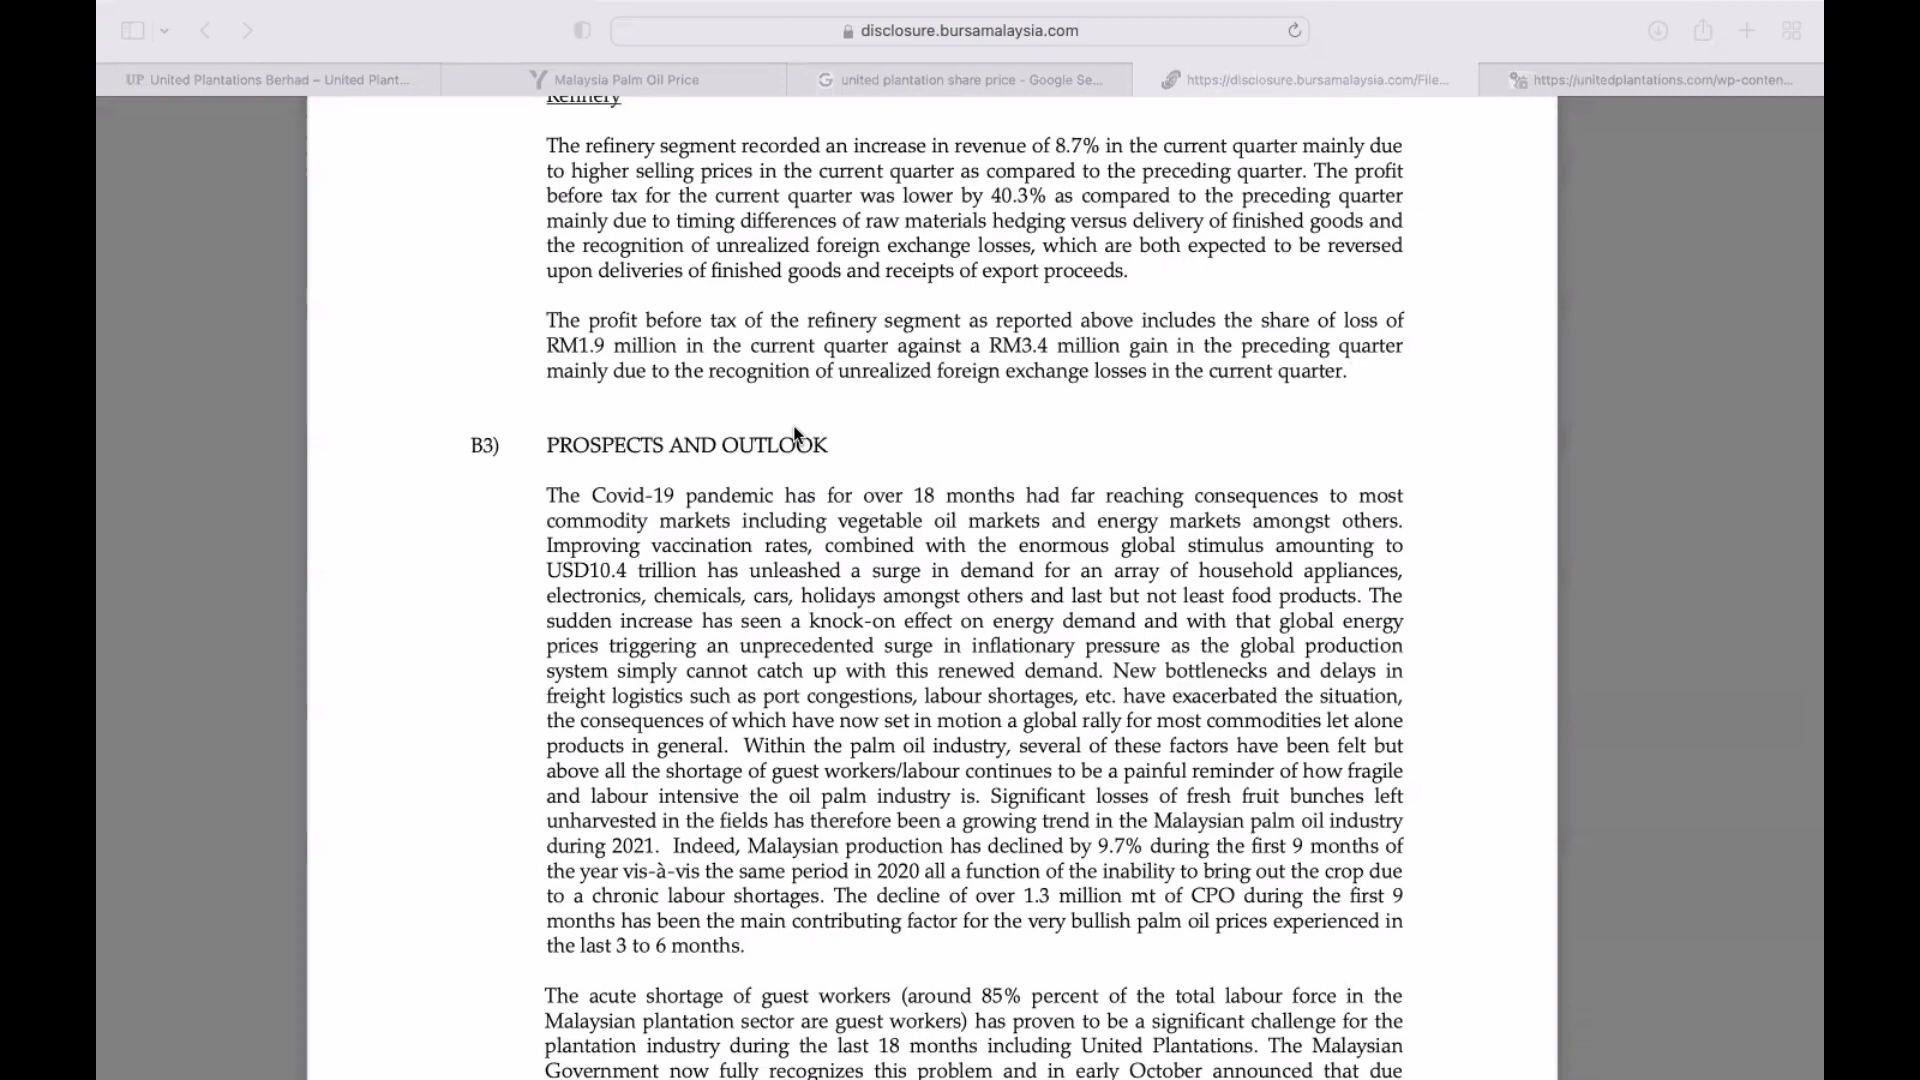 disclosure.bursamalaysia.com
UP United Plantations Berhad – United Plant...
Malaysia Palm Oil Price
united plantation share price - Google Se...
https://disclosure.bursamalaysia.com/File...
https://unitedplantations.com/wp-conten...
Refinery
The refinery segment recorded an increase in revenue of 8.7% in the current quarter mainly due
to higher selling prices in the current quarter as compared to the preceding quarter. The profit
before tax for the current quarter was lower by 40.3% as compared to the preceding quarter
mainly due to timing differences of raw materials hedging versus delivery of finished goods and
the recognition of unrealized foreign exchange losses, which are both expected to be reversed
upon deliveries of finished goods and receipts of export proceeds.
The profit before tax of the refinery segment as reported above includes the share of loss of
RM1.9 million in the current quarter against a RM3.4 million gain in the preceding quarter
mainly due to the recognition of unrealized foreign exchange losses in the current quarter.
B3) PROSPECTS AND OUTLOOK
The Covid-19 pandemic has for over 18 months had far reaching consequences to most
commodity markets including vegetable oil markets and energy markets amongst others.
Improving vaccination rates, combined with the enormous global stimulus amounting to
USD10.4 trillion has unleashed a surge in demand for an array of household appliances,
electronics, chemicals, cars, holidays amongst others and last but not least food products. The
sudden increase has seen a knock-on effect on energy demand and with that global energy
prices triggering an unprecedented surge in inflationary pressure as the global production
system simply cannot catch up with this renewed demand. New bottlenecks and delays in
freight logistics such as port congestions, labour shortages, etc. have exacerbated the situation,
the consequences of which have now set in motion a global rally for most commodities let alone
products in general. Within the palm oil industry, several of these factors have been felt but
above all the shortage of guest workers/labour continues to be a painful reminder of how fragile
and labour intensive the oil palm industry is. Significant losses of fresh fruit bunches left
unharvested in the fields has therefore been a growing trend in the Malaysian palm oil industry
during 2021. Indeed, Malaysian production has declined by 9.7% during the first 9 months of
the year vis-à-vis the same period in 2020 all a function of the inability to bring out the crop due
to a chronic labour shortages. The decline of over 1.3 million mt of CPO during the first 9
months has been the main contributing factor for the very bullish palm oil prices experienced in
the last 3 to 6 months.
The acute shortage of guest workers (around 85% percent of the total labour force in the
Malaysian plantation sector are guest workers) has proven to be a significant challenge for the
plantation industry during the last 18 months including United Plantations. The Malaysian
Government now fully recognizes this problem and in early October announced that due